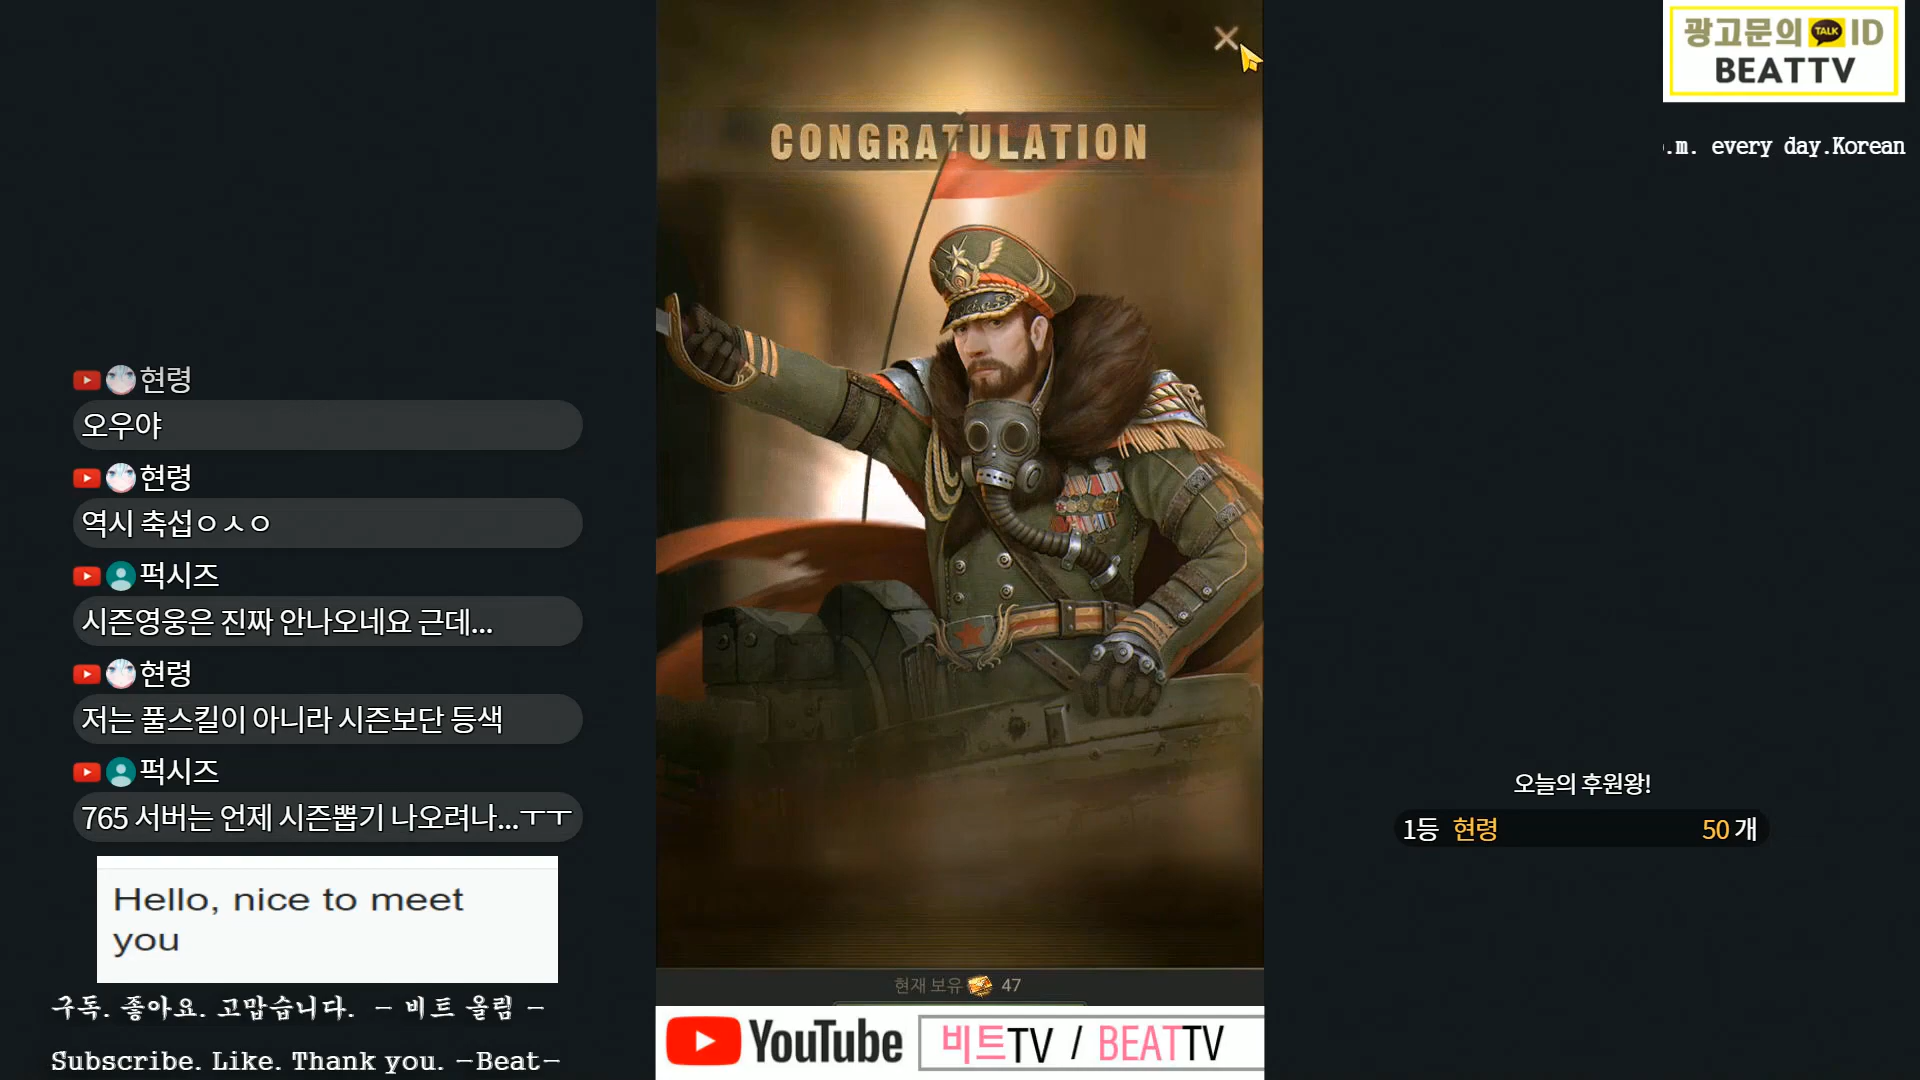 광고문의 TALK ID
BEATTV
.m. every day.Korean
CONGRATULATION
현령
오우야
현령
역시 축섭ㅇㅅㅇ
퍽시즈
시즌영웅은 진짜 안나오네요 근데...
현령
저는 풀스킬이 아니라 시즌보단 등색
퍽시즈
765 서버는 언제 시즌뽑기 나오려나...ㅜㅜ
Hello, nice to meet
you
구독. 좋아요. 고맙습니다. - 비트 올림 -
Subscribe. Like. Thank you. -Beat-
오늘의 후원왕!
1등 현령 50개
현재 보유 47
YouTube 비트TV / BEATTV